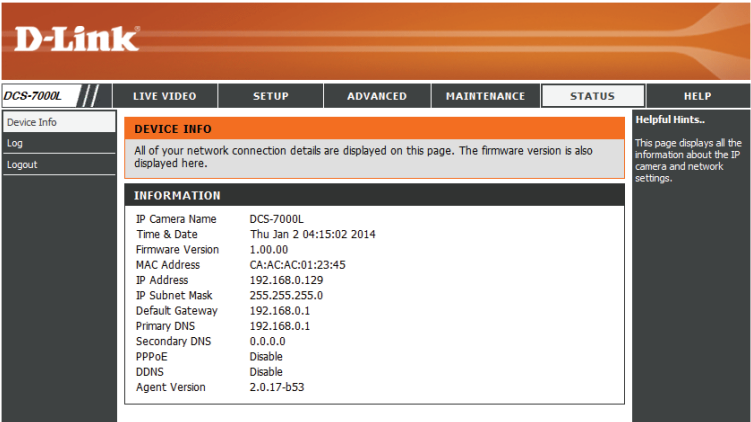 D-Link
DCS-7000L
LIVE VIDEO SETUP ADVANCED MAINTENANCE STATUS HELP
Device Info
Log
Logout
DEVICE INFO
All of your network connection details are displayed on this page. The firmware version is also
displayed here.
INFORMATION
IP Camera Name DCS-7000L
Time & Date Thu Jan 2 04:15:02 2014
Firmware Version 1.00.00
MAC Address CA:AC:AC:01:23:45
IP Address 192.168.0.129
IP Subnet Mask 255.255.255.0
Default Gateway 192.168.0.1
Primary DNS 192.168.0.1
Secondary DNS 0.0.0.0
PPPoE Disable
DDNS Disable
Agent Version 2.0.17-b53
Helpful Hints..
This page displays all the
information about the IP
camera and network
settings.